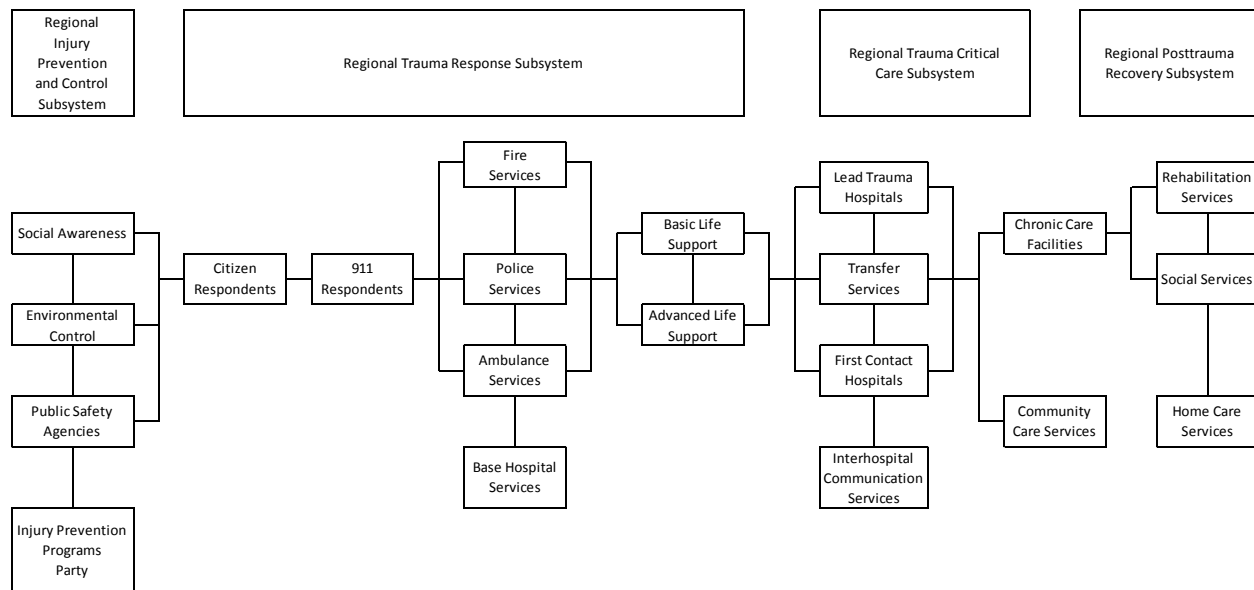 Regional
Injury
Prevention
and Control
Subsystem
Regional Trauma Response Subsystem
Regional Trauma Critical
Care Subsystem
Regional Posttrauma
Recovery Subsystem
Social Awareness
Environmental
Control
Public Safety
Agencies
Injury Prevention
Programs
Party
Citizen
Respondents
911
Respondents
Fire
Services
Police
Services
Ambulance
Services
Base Hospital
Services
Basic Life
Support
Advanced Life
Support
Lead Trauma
Hospitals
Transfer
Services
First Contact
Hospitals
Interhospital
Communication
Services
Chronic Care
Facilities
Community
Care Services
Rehabilitation
Services
Social Services
Home Care
Services